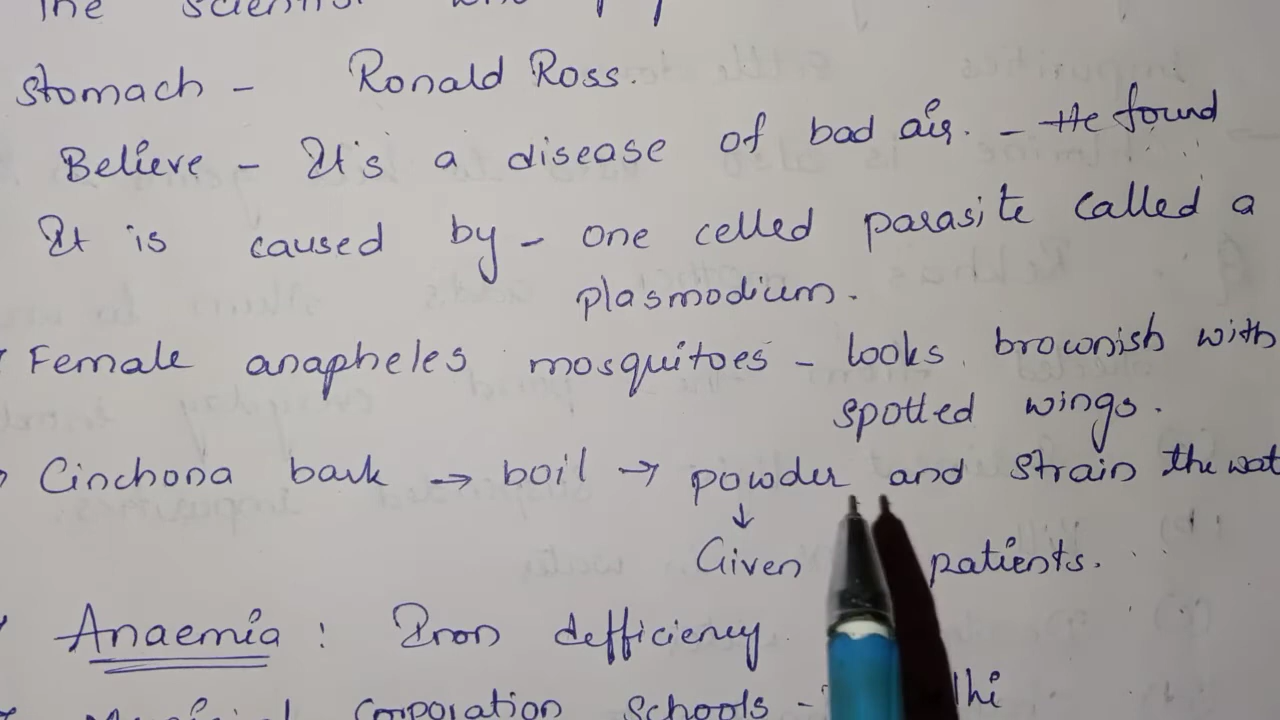 The
stomach - Ronald Ross.
Believe - It's a disease of bad air. - He found
It is caused by - one celled parasite called a
plasmodium.
Female anapheles mosquitoes - looks brownish with
spotted wings.
Cinchona bark → boil → powder and strain the wat
↓
Given patients.
Anaemia : Iron defficiency
corporation schools -